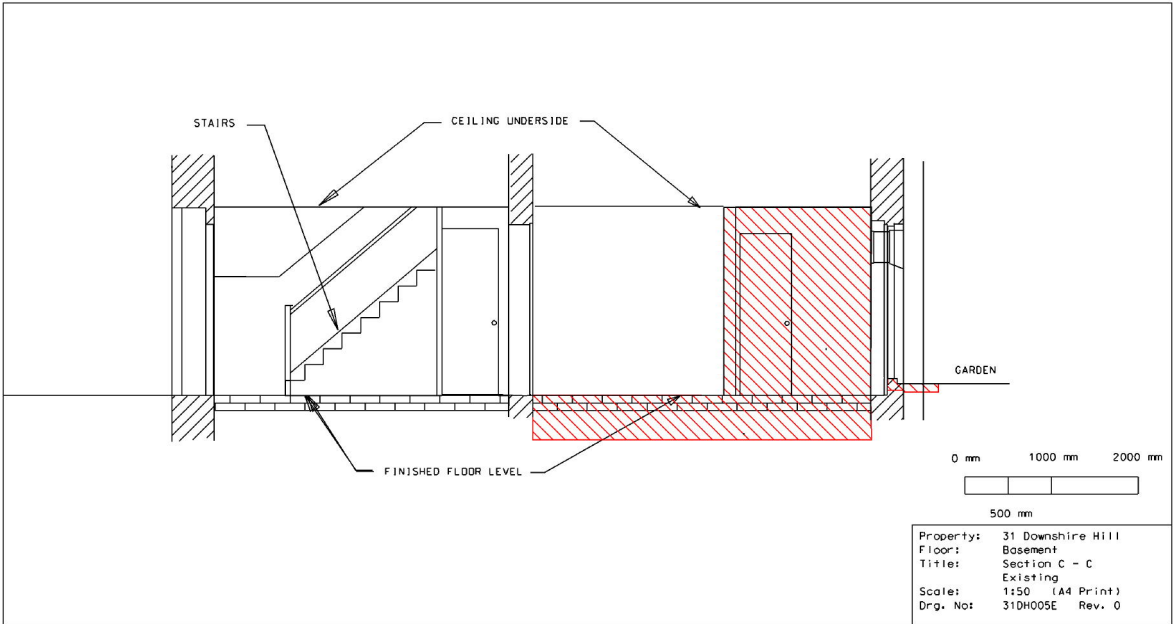 STAIRS
CEILING UNDERSIDE
GARDEN
FINISHED FLOOR LEVEL
0 mm 1000 mm 2000 mm
500 mm
Property: 31 Downshire Hill
Floor: Basement
Title: Section C - C
Existing
Scale: 1:50 (A4 Print)
Drg. No: 31DH005E Rev. 0